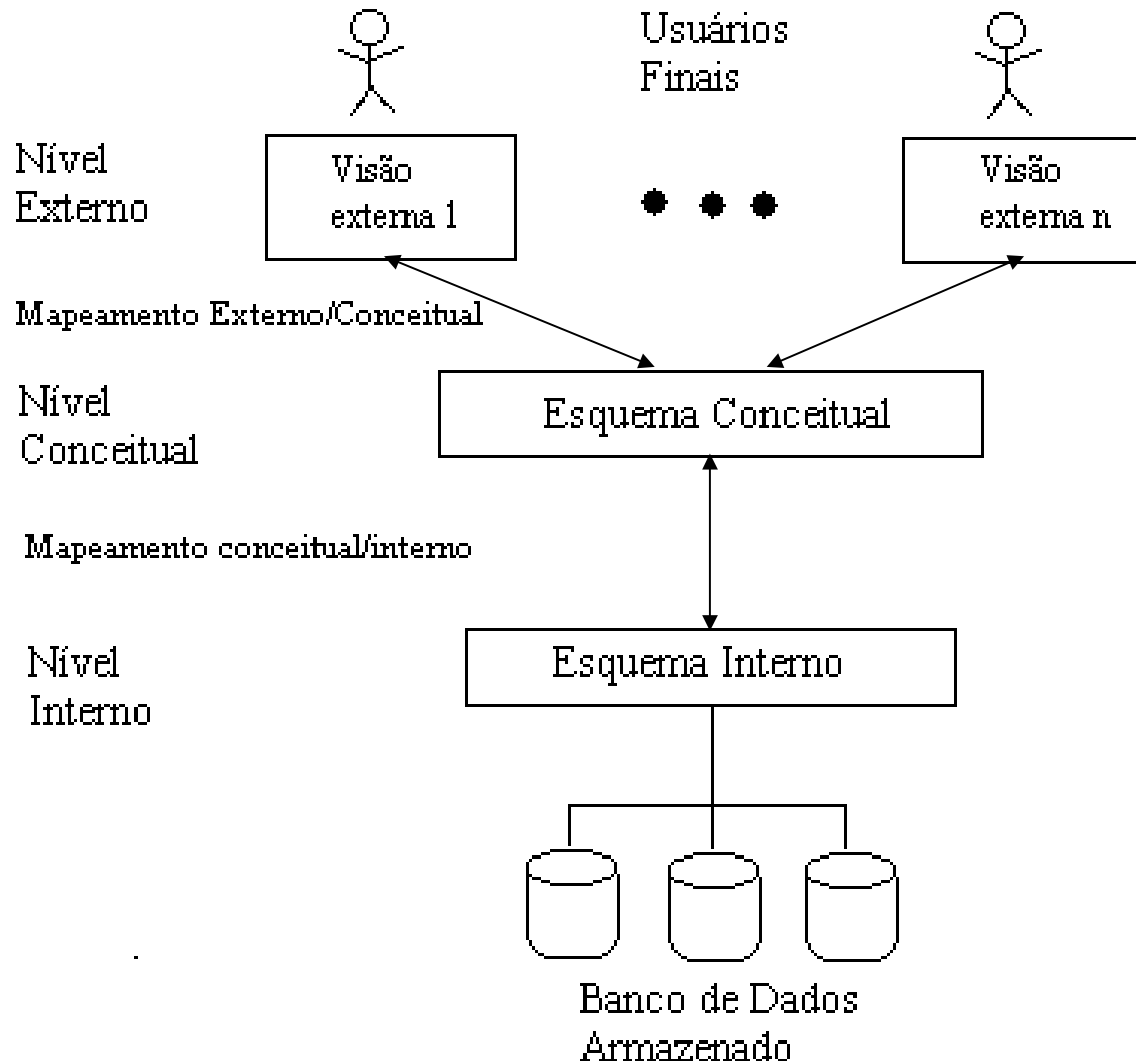 Usuários
Finais
Nível
Externo
Visão
externa 1
Visão
externa n
Mapeamento Externo/Conceitual
Nível
Conceitual
Esquema Conceitual
Mapeamento conceitual/interno
Nível
Interno
Esquema Interno
Banco de Dados
Armazenado